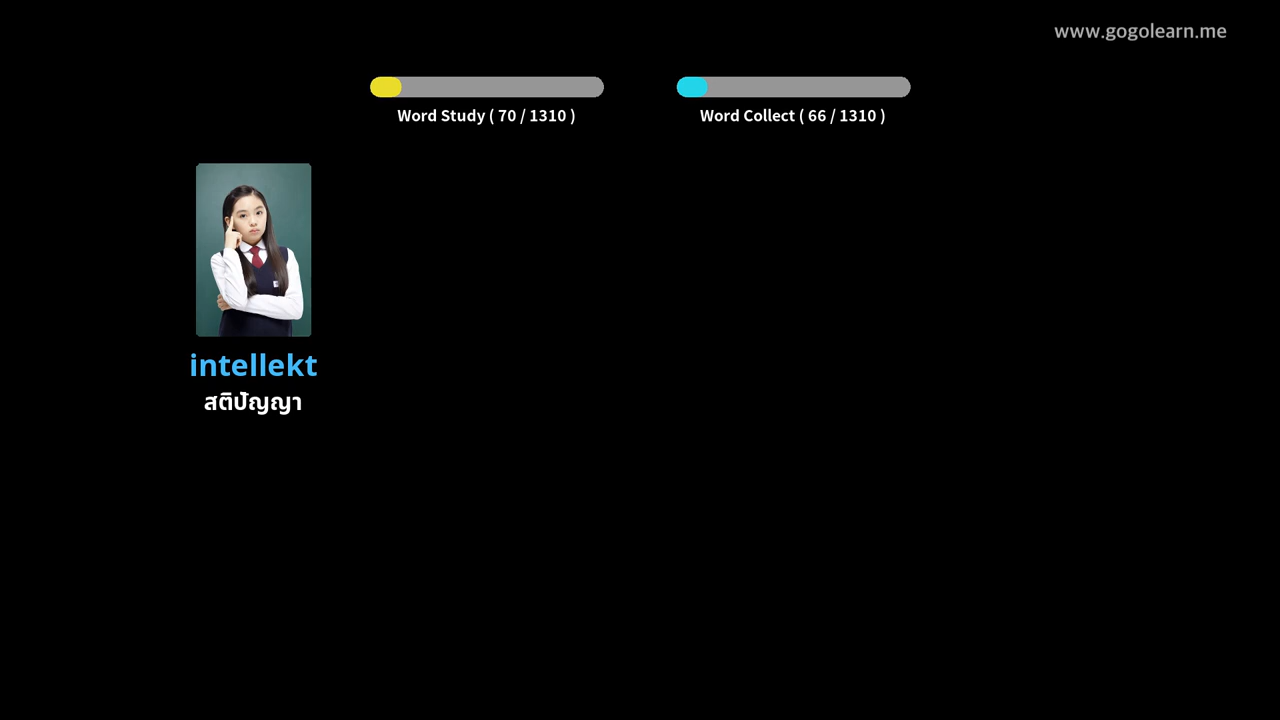 www.gogolearn.me
Word Study ( 70 / 1310 )
Word Collect ( 66 / 1310 )
intellekt
สติปัญญา